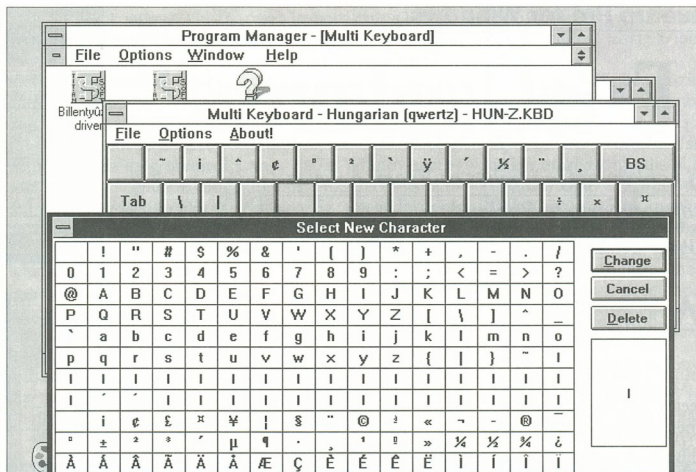 Program Manager - [Multi Keyboard]
File Options Window Help
driver
Multi Keyboard - Hungarian (qwertz) - HUN-Z.KBD
File Options About!
~ ¡ ^ ¢ ° ² ` ÿ ´ ½ ¨ ¸ BS
Tab \ | ÷ × ¤
Select New Character
! " # $ % & ' ( ) * + , - . /
0 1 2 3 4 5 6 7 8 9 : ; < = > ?
@ A B C D E F G H I J K L M N O
P Q R S T U V W X Y Z [ \ ] ^ _
` a b c d e f g h i j k l m n o
p q r s t u v w x y z { | } ~ I
I I I I I I I I I I I I I I I I
I ´ ´ I I I I I I I I I I I I I
¡ ¢ £ ¤ ¥ ¦ § ¨ © ª « ¬ - ® ¯
° ± ² ³ ´ µ ¶ · ¸ ¹ º » ¼ ½ ¾ ¿
À Á Â Ã Ä Å Æ Ç È É Ê Ë Ì Í Î Ï
Change
Cancel
Delete
I